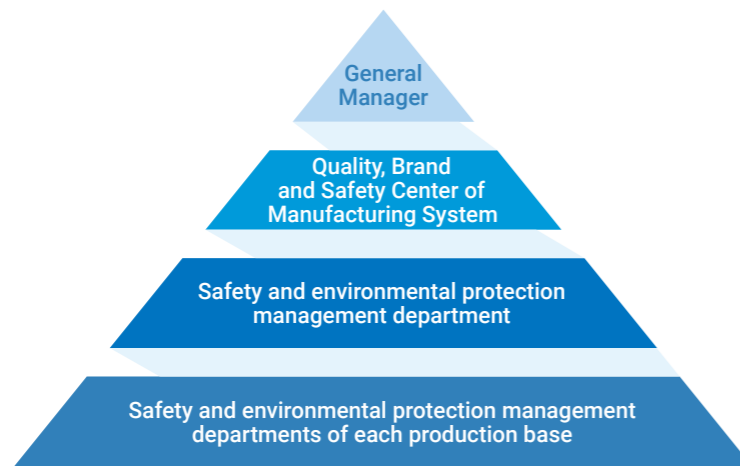 General
Manager
Quality, Brand
and Safety Center of
Manufacturing System
Safety and environmental protection
management department
Safety and environmental protection management
departments of each production base